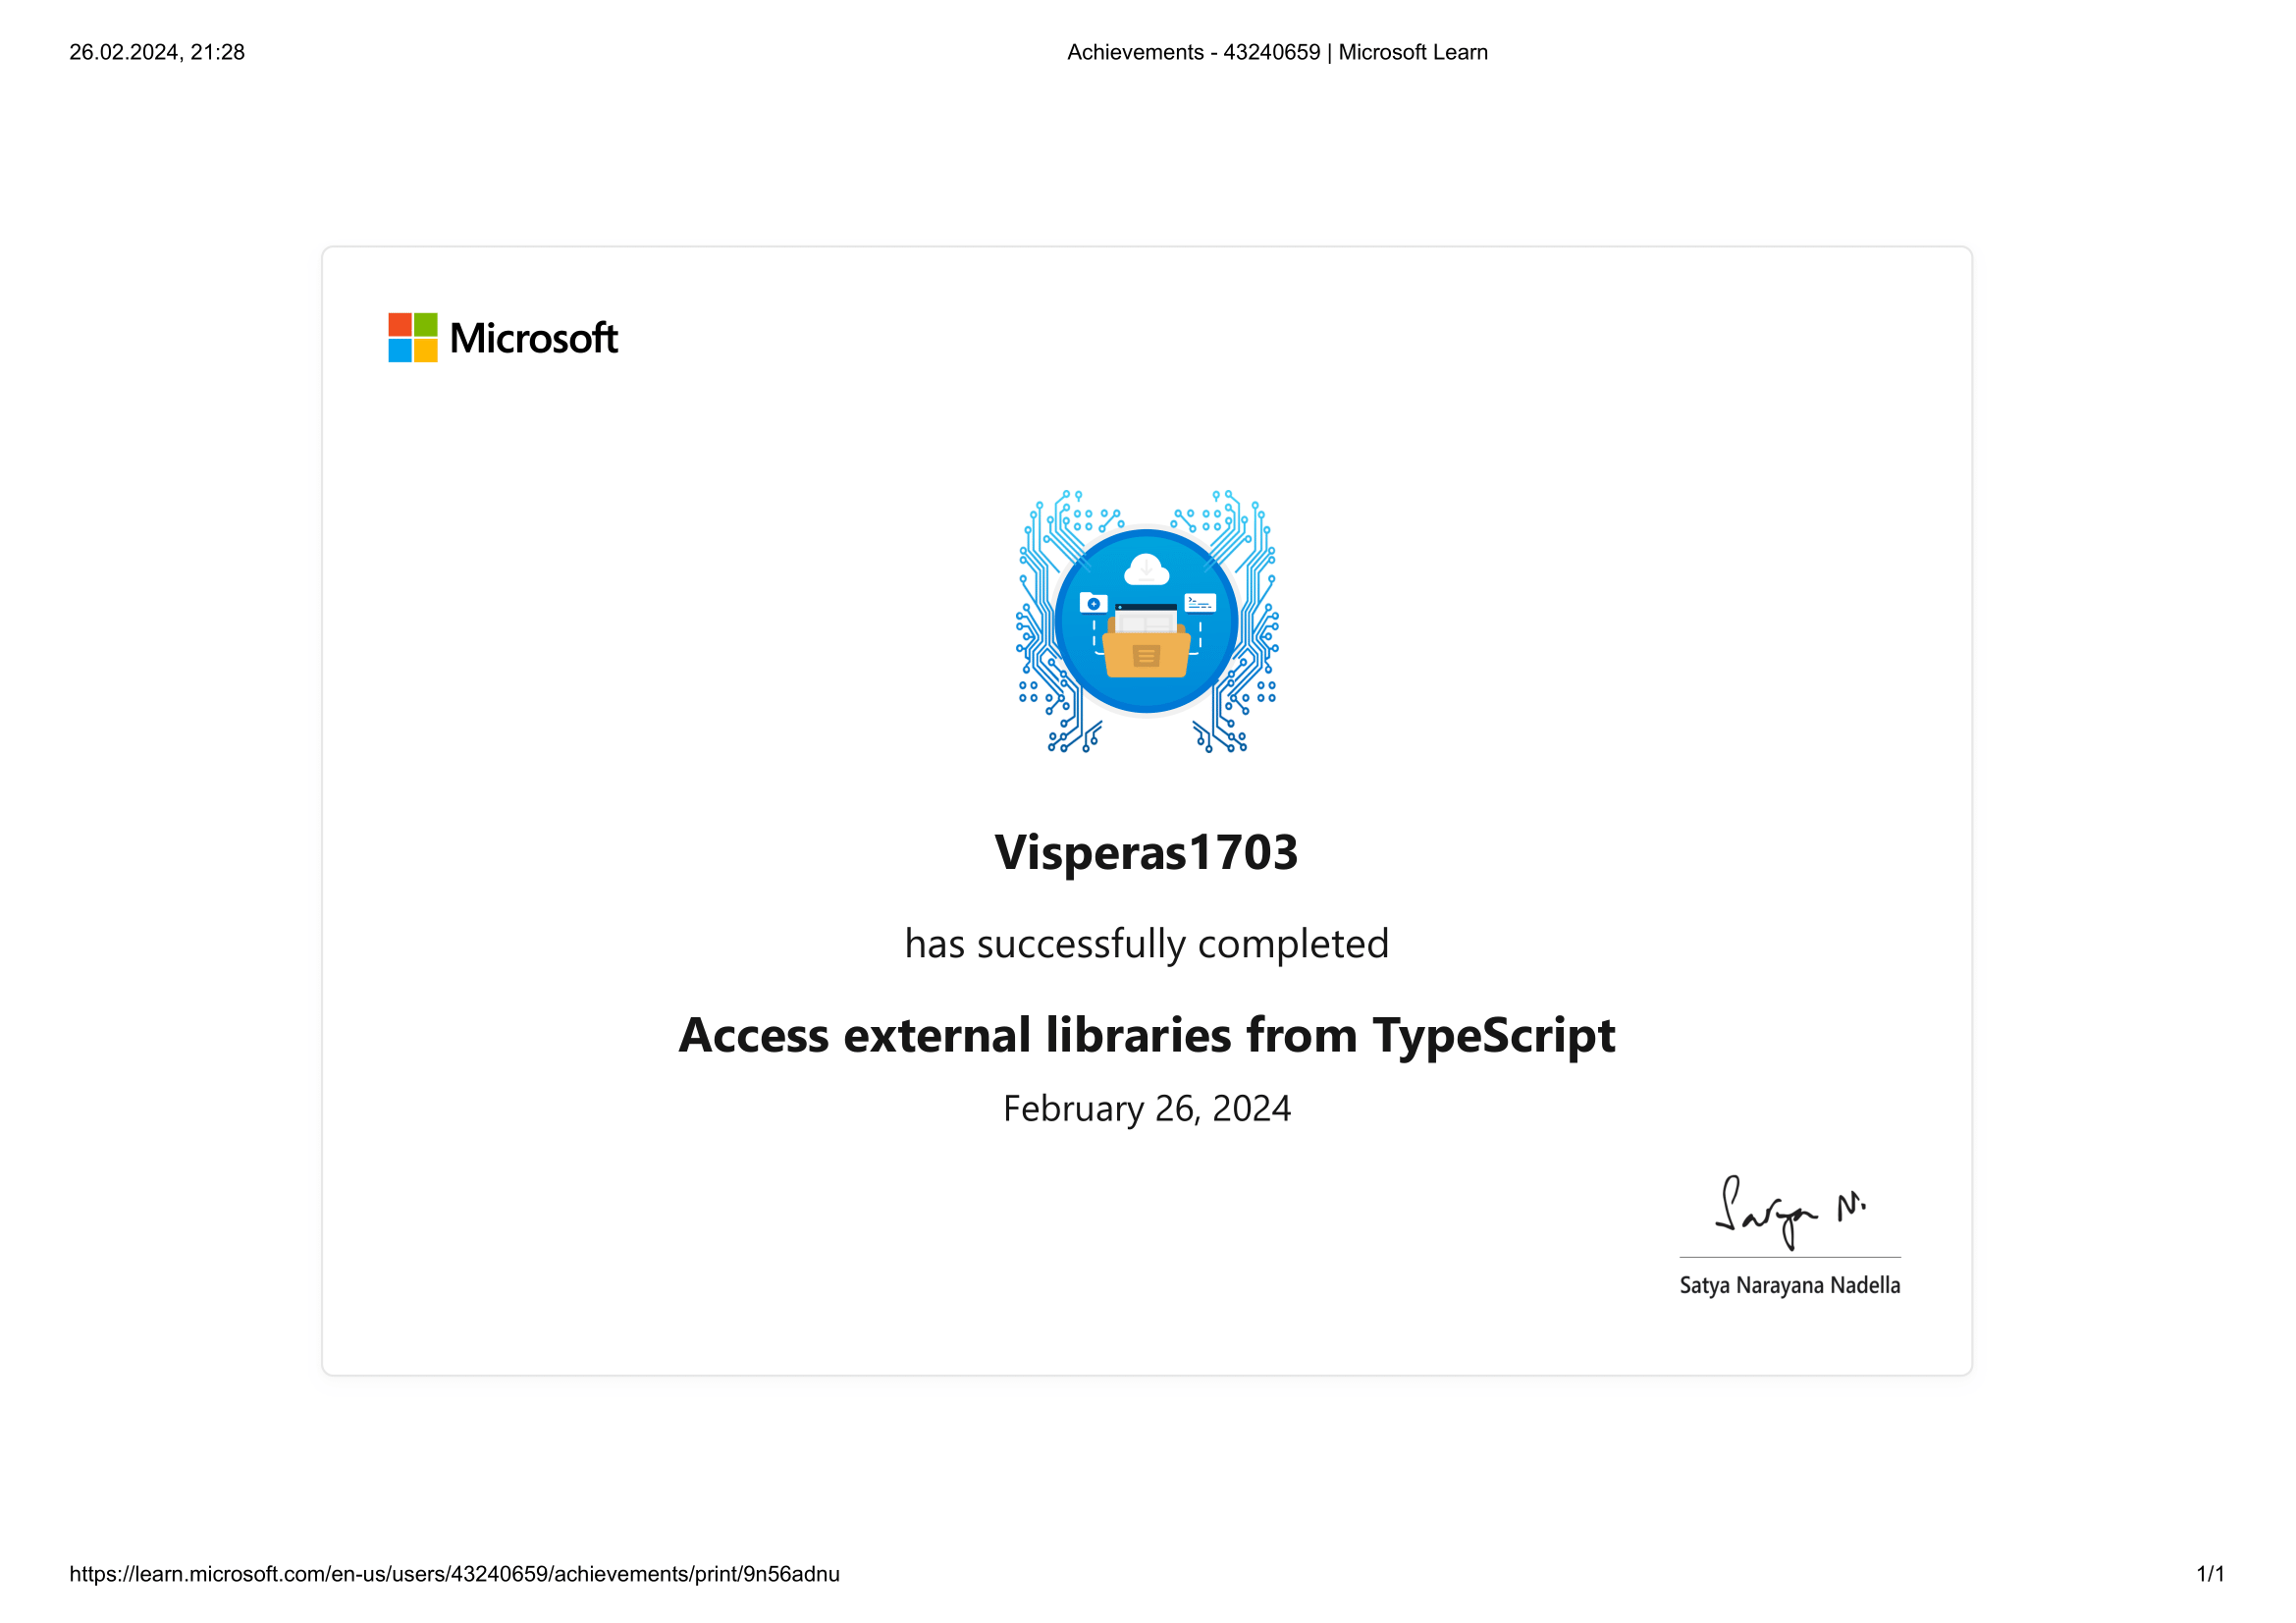 26.02.2024, 21:28
Achievements - 43240659 | Microsoft Learn
Microsoft
Visperas1703
has successfully completed
Access external libraries from TypeScript
February 26, 2024
Satya N.
Satya Narayana Nadella
https://learn.microsoft.com/en-us/users/43240659/achievements/print/9n56adnu
1/1